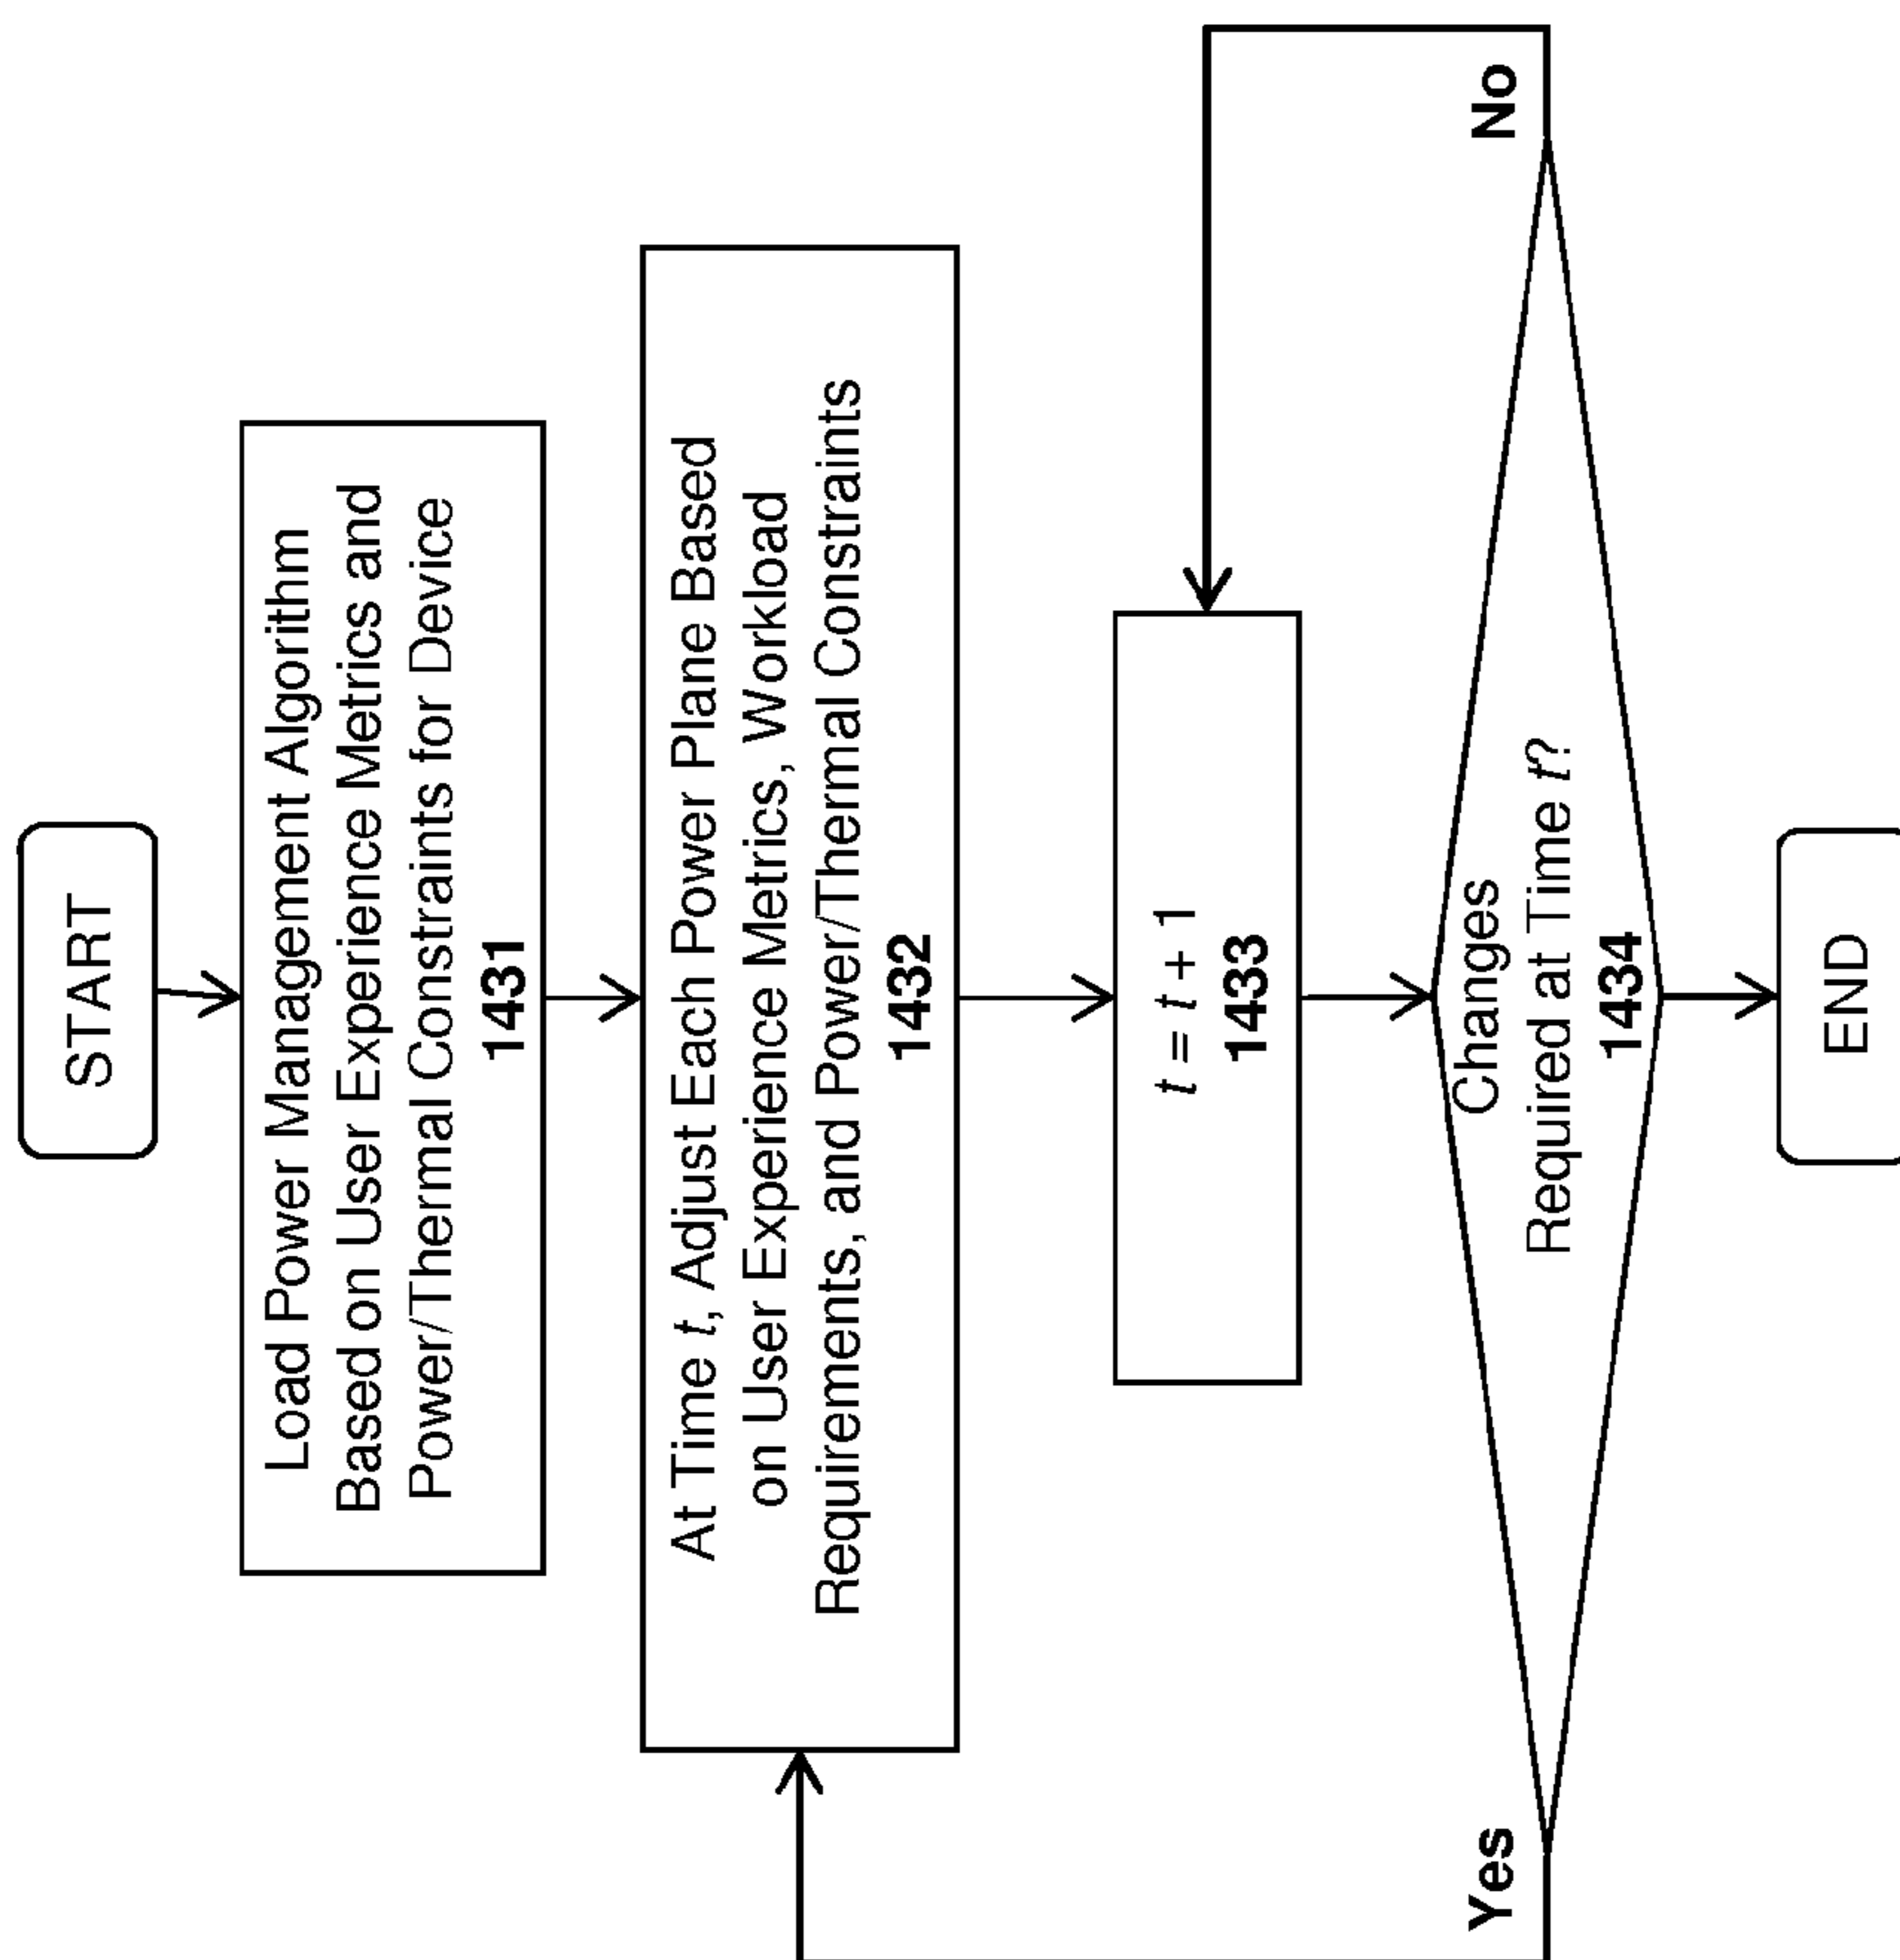 START
Load Power Management Algorithm
Based on User Experience Metrics and
Power/Thermal Constraints for Device
1431
At Time t, Adjust Each Power Plane Based
on User Experience Metrics, Workload
Requirements, and Power/Thermal Constraints
1432
t = t + 1
1433
Changes
Required at Time t?
1434
Yes
No
END